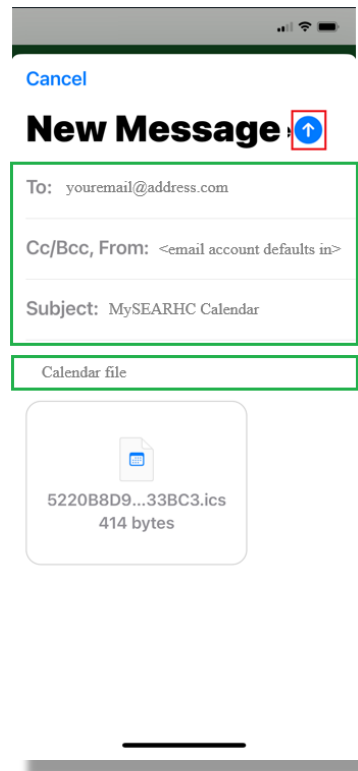 Cancel
New Message
To: youremail@address.com
Cc/Bcc, From: <email account defaults in>
Subject: MySEARHC Calendar
Calendar file
5220B8D9...33BC3.ics
414 bytes